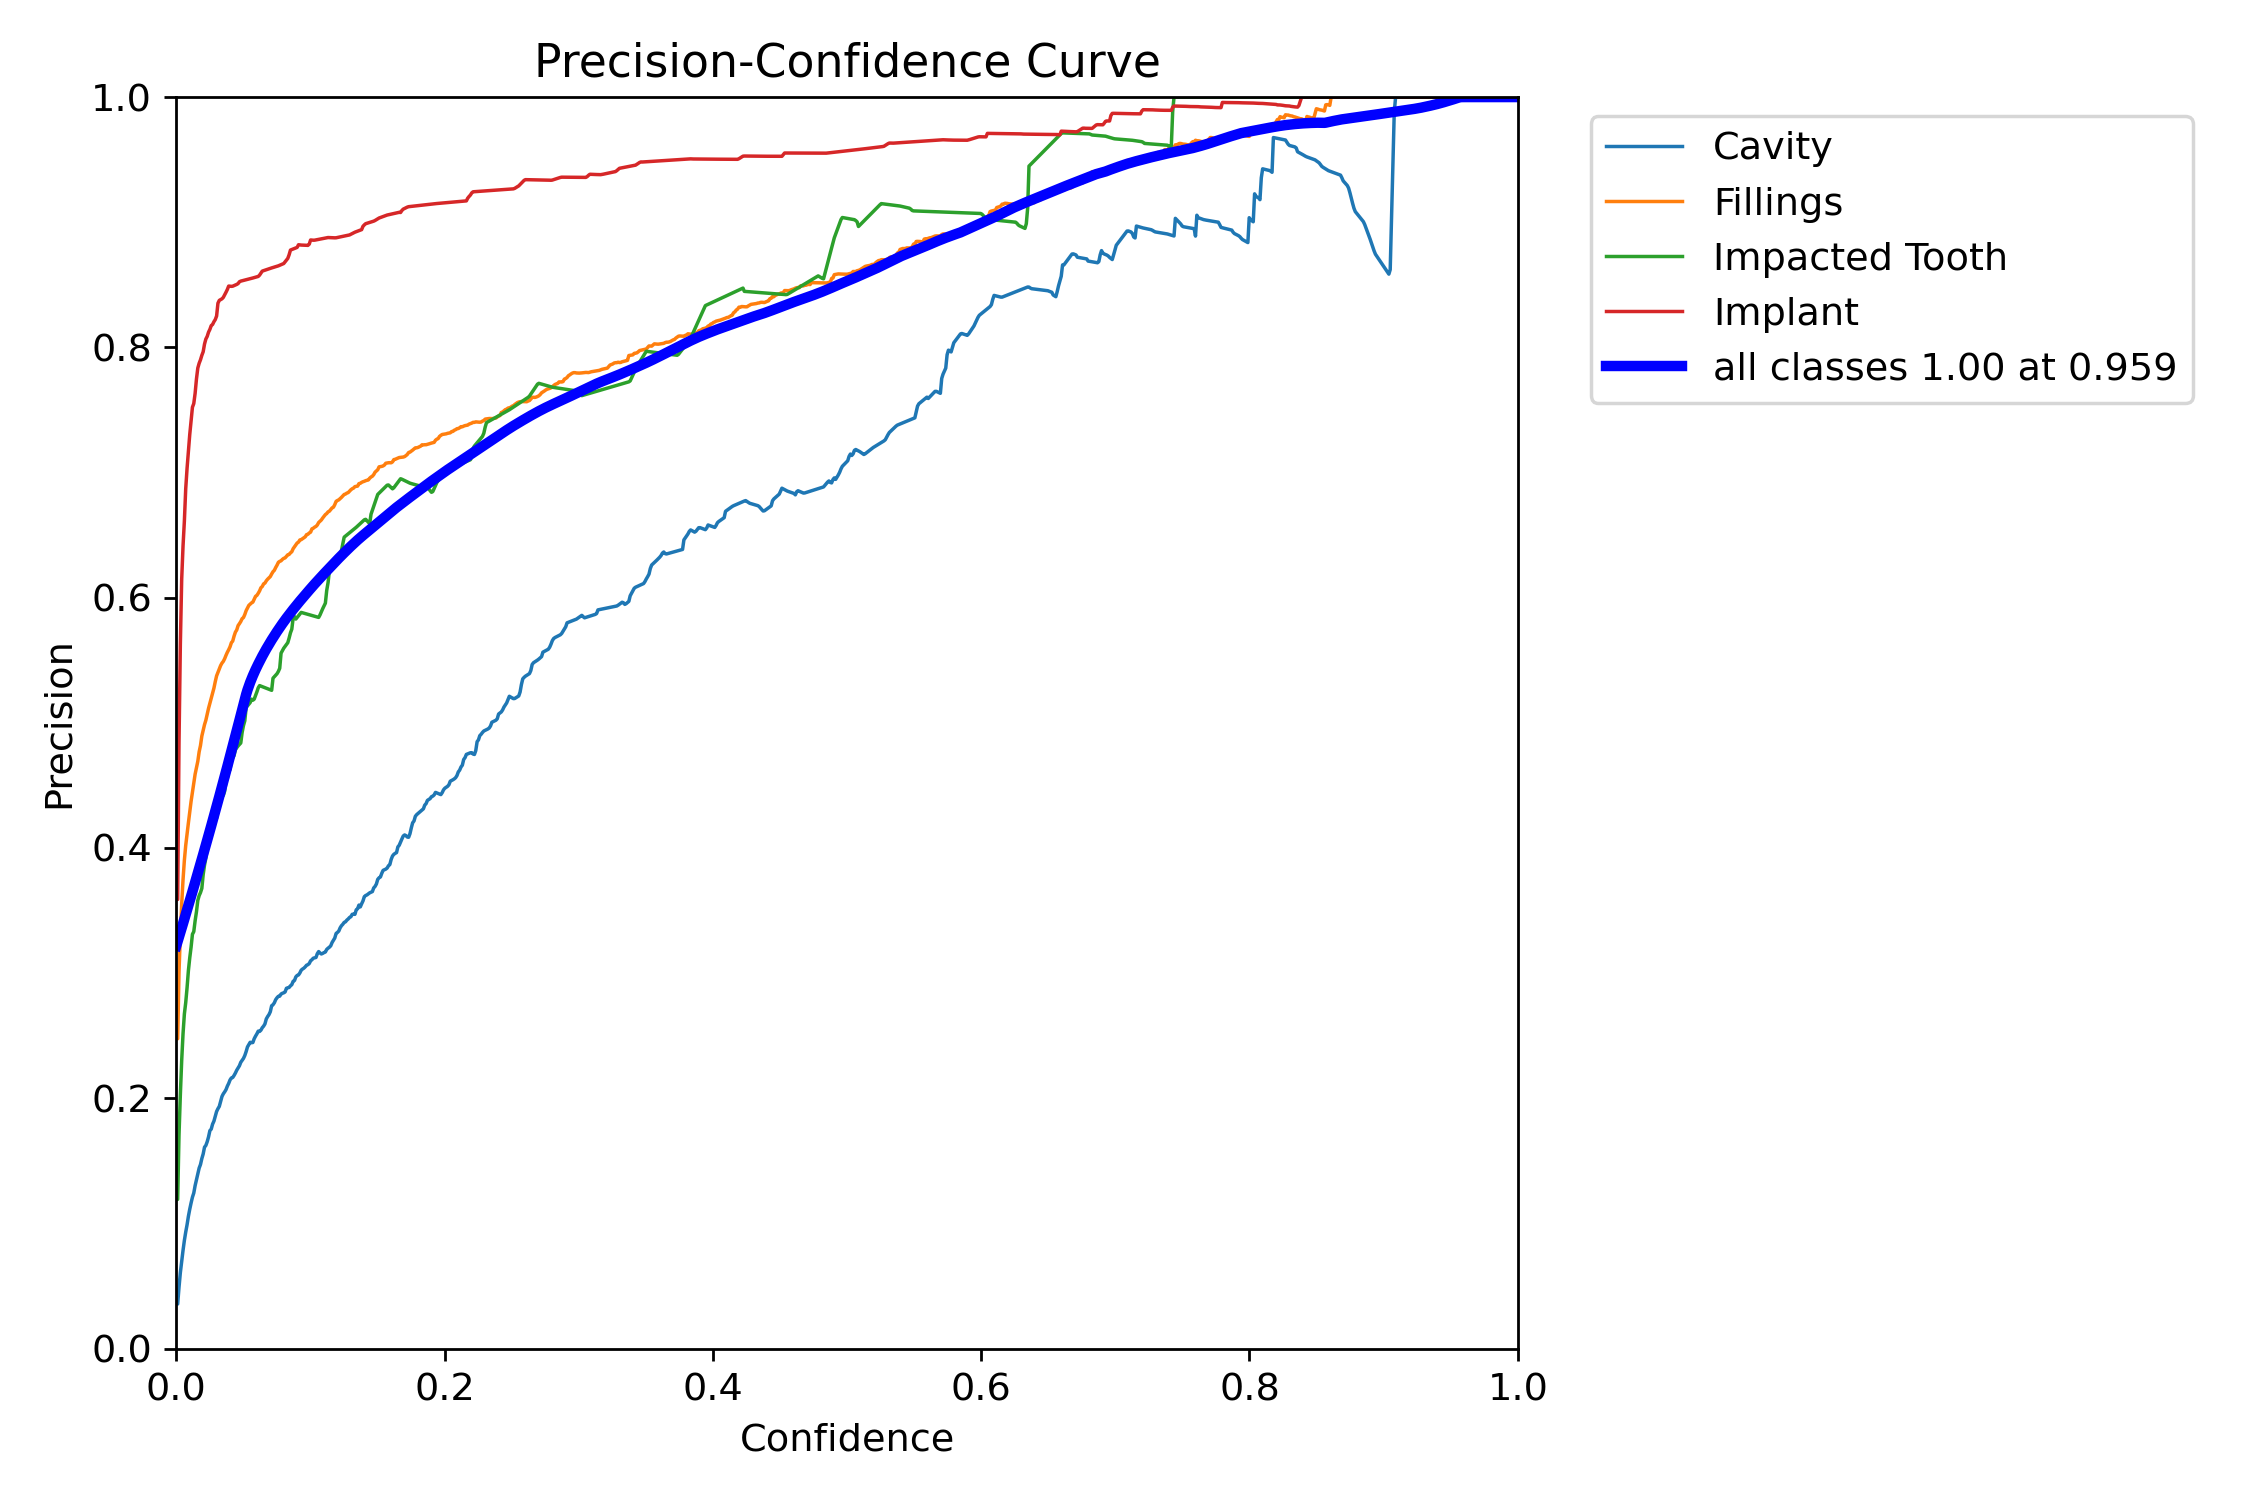 Precision-Confidence Curve
1.0
0.8
0.6
0.4
0.2
0.0
Precision
0.0 0.2 0.4 0.6 0.8 1.0
Confidence
Cavity
Fillings
Impacted Tooth
Implant
all classes 1.00 at 0.959